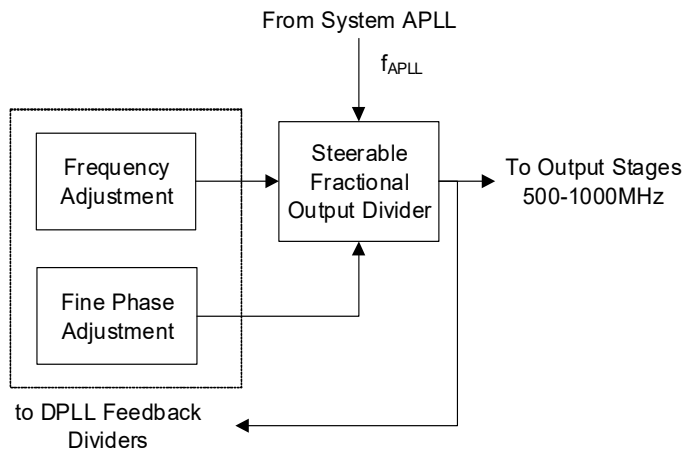 From System APLL
fAPLL
Frequency
Adjustment
Steerable
Fractional
Output Divider
To Output Stages
500-1000MHz
Fine Phase
Adjustment
to DPLL Feedback
Dividers